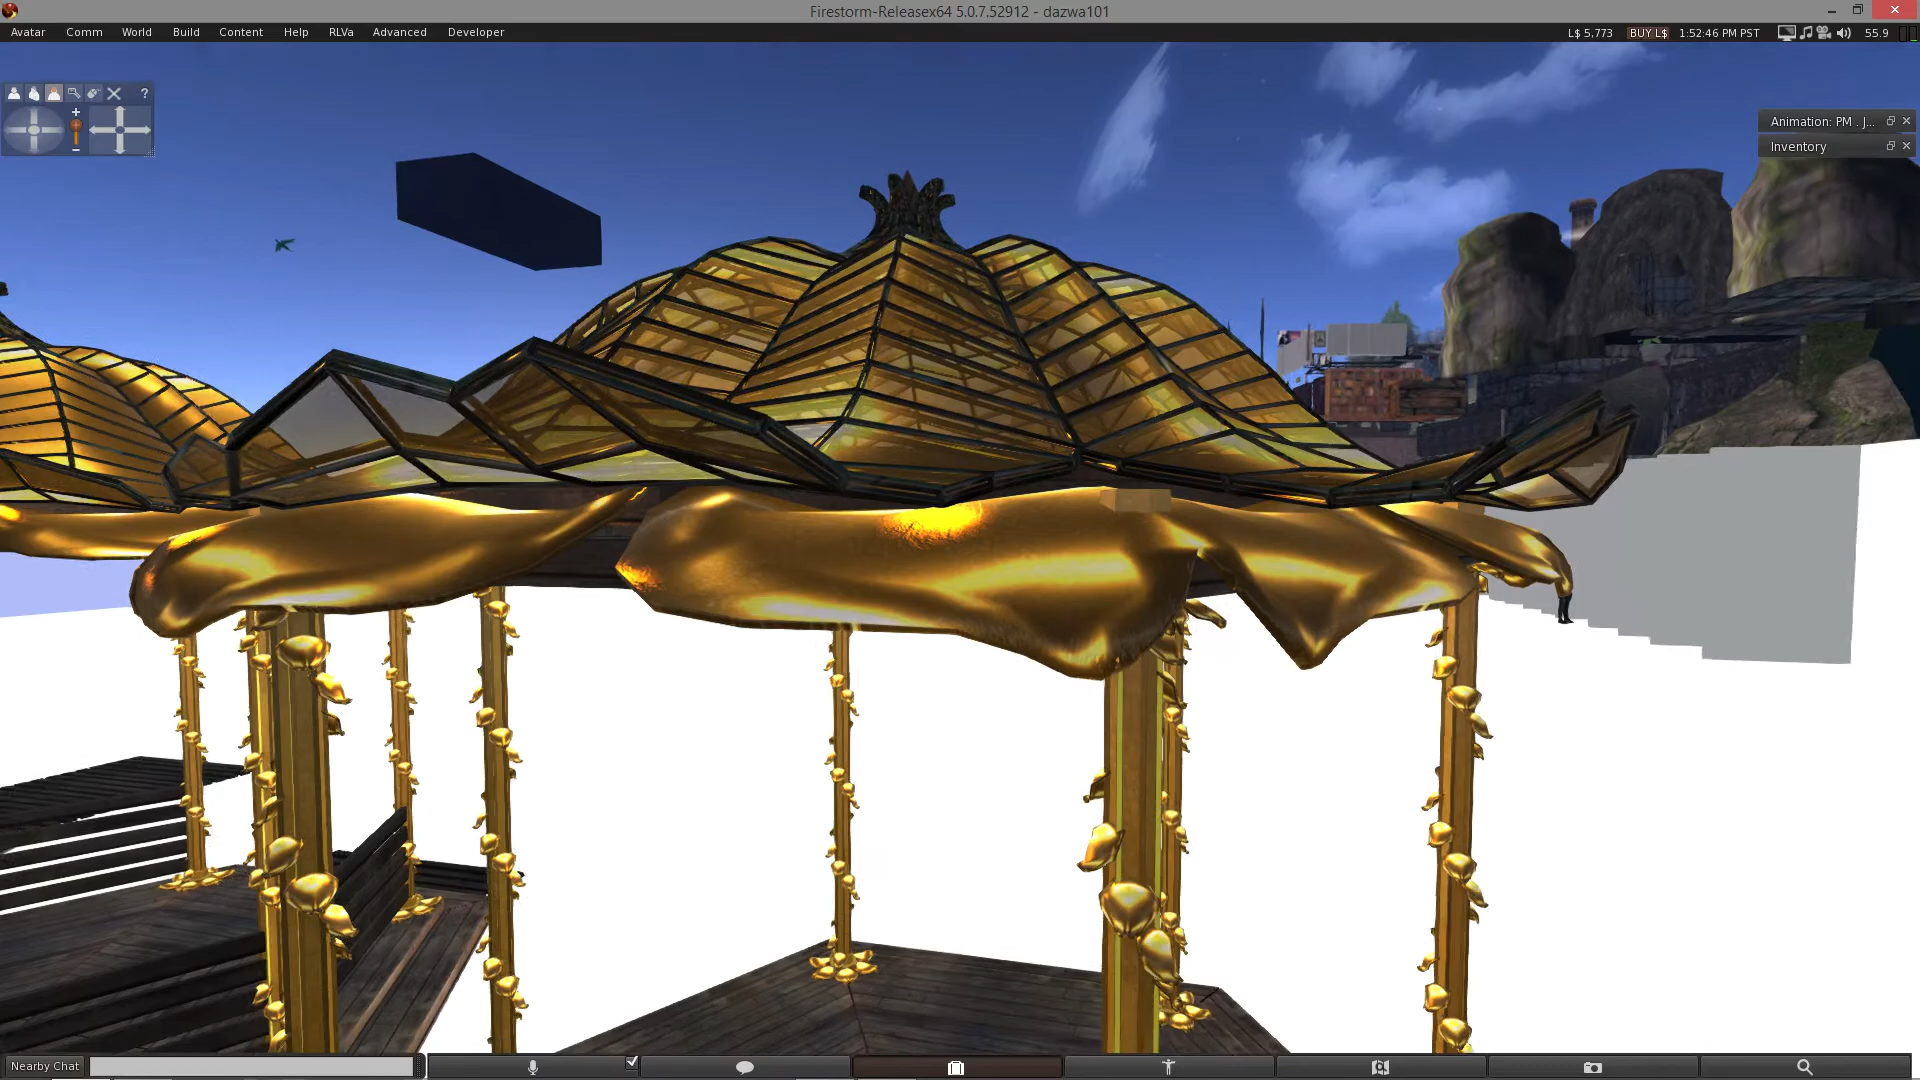 Firestorm-Releasex64 5.0.7.52912 - dazwa101
Avatar Comm World Build Content Help RLVa Advanced Developer
L$ 5,773 BUY L$ 1:52:46 PM PST 55.9
?
Animation: PM . J...
Inventory
Nearby Chat